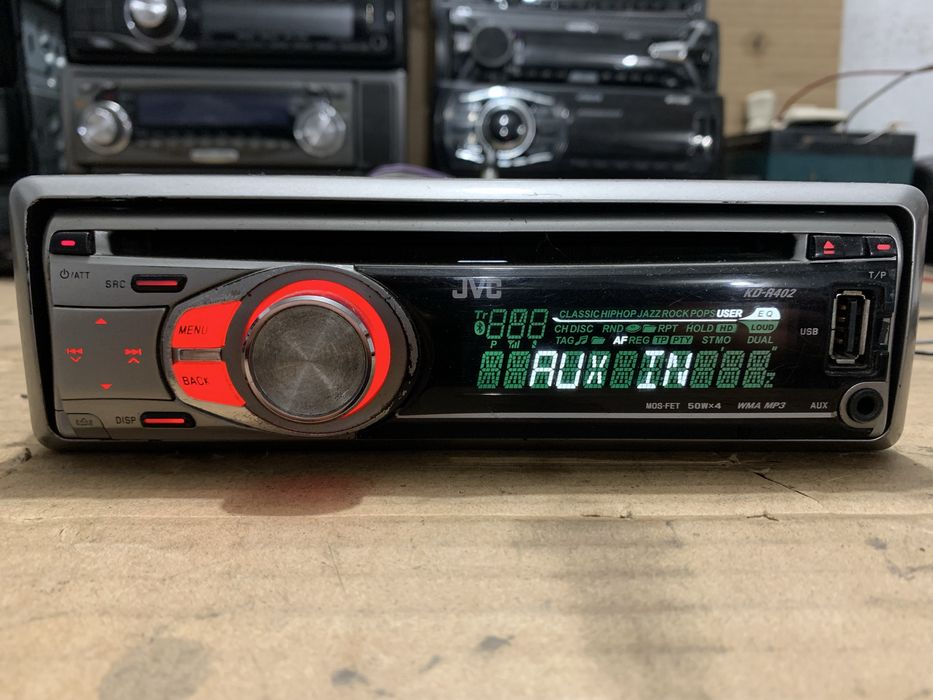 ⏻/ATT
SRC
MENU
BACK
DISP
JVC
KD-R402
T/P
Tr
CLASSIC HIPHOP JAZZ ROCK POPS USER EQ
CH DISC RND RPT HOLD HD LOUD
TAG AF REG TP PTY STMO DUAL
AUX IN
MOS-FET 50W×4 WMA MP3 AUX
USB